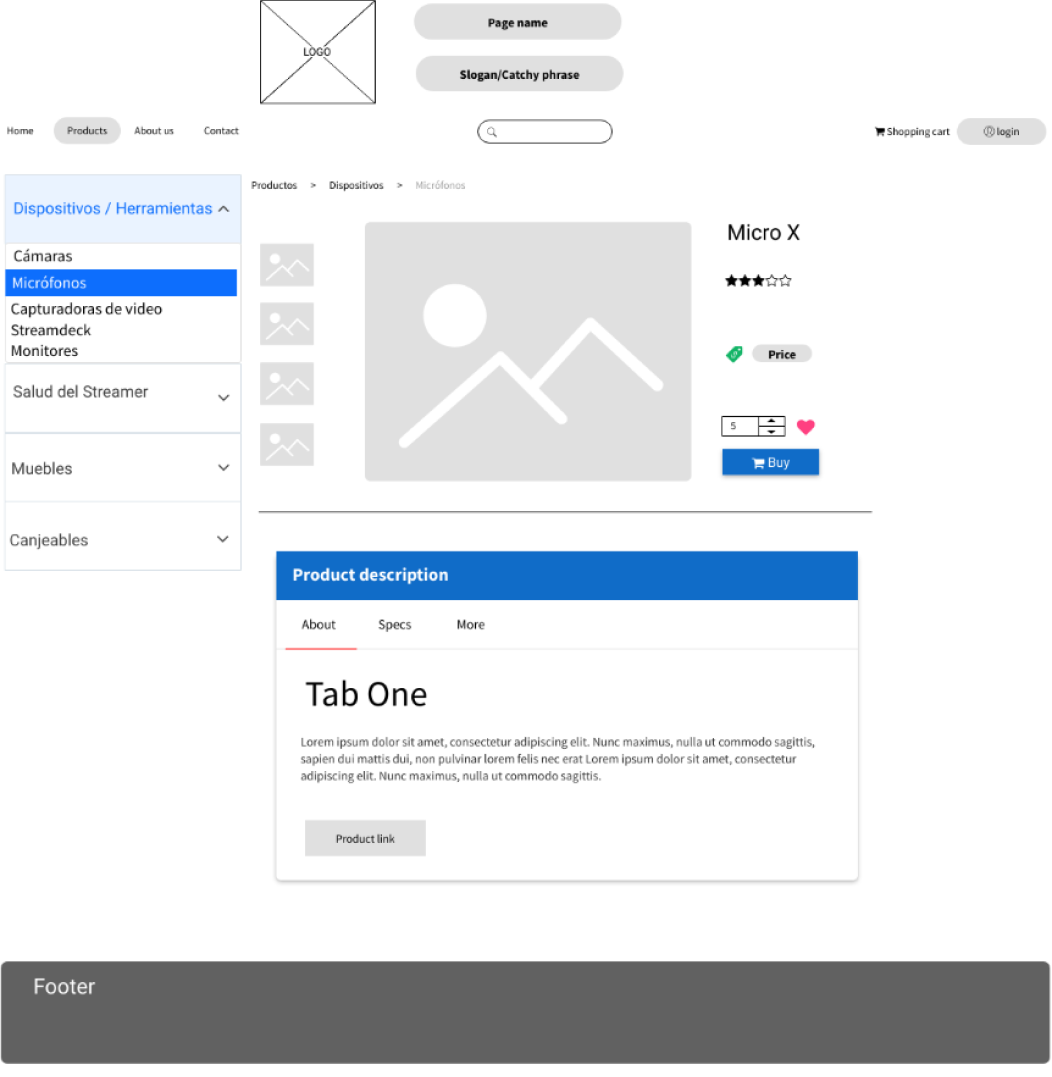 LOGO
Page name
Slogan/Catchy phrase
Home
Products
About us
Contact
Shopping cart
login
Dispositivos / Herramientas
Cámaras
Micrófonos
Capturadoras de video
Streamdeck
Monitores
Salud del Streamer
Muebles
Canjeables
Productos > Dispositivos > Micrófonos
Micro X
Price
5
Buy
Product description
About
Specs
More
Tab One
Lorem ipsum dolor sit amet, consectetur adipiscing elit. Nunc maximus, nulla ut commodo sagittis,
sapien dui mattis dui, non pulvinar lorem felis nec erat Lorem ipsum dolor sit amet, consectetur
adipiscing elit. Nunc maximus, nulla ut commodo sagittis.
Product link
Footer